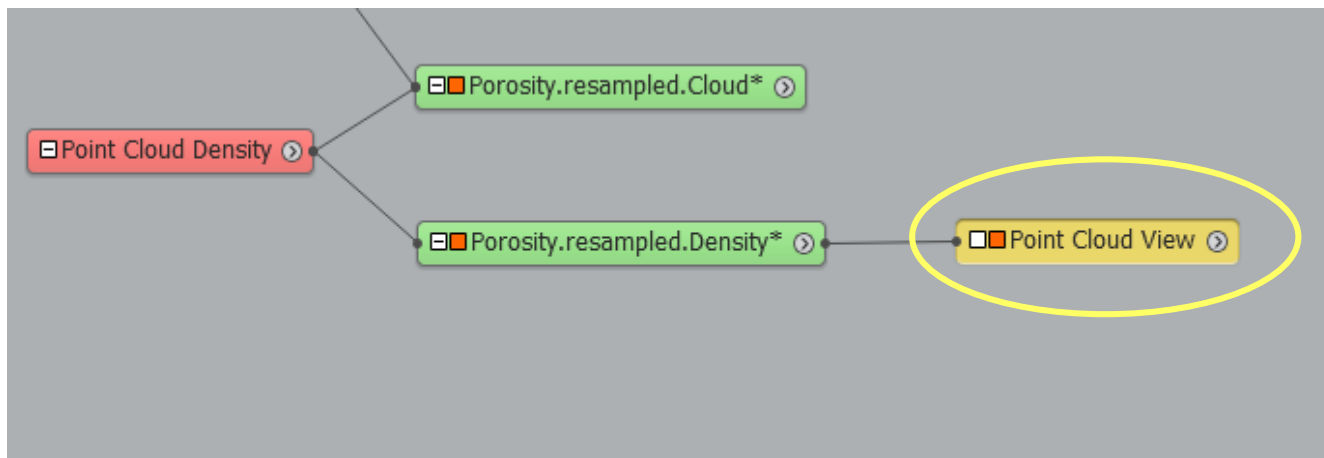 Porosity.resampled.Cloud*
Point Cloud Density
Porosity.resampled.Density*
Point Cloud View